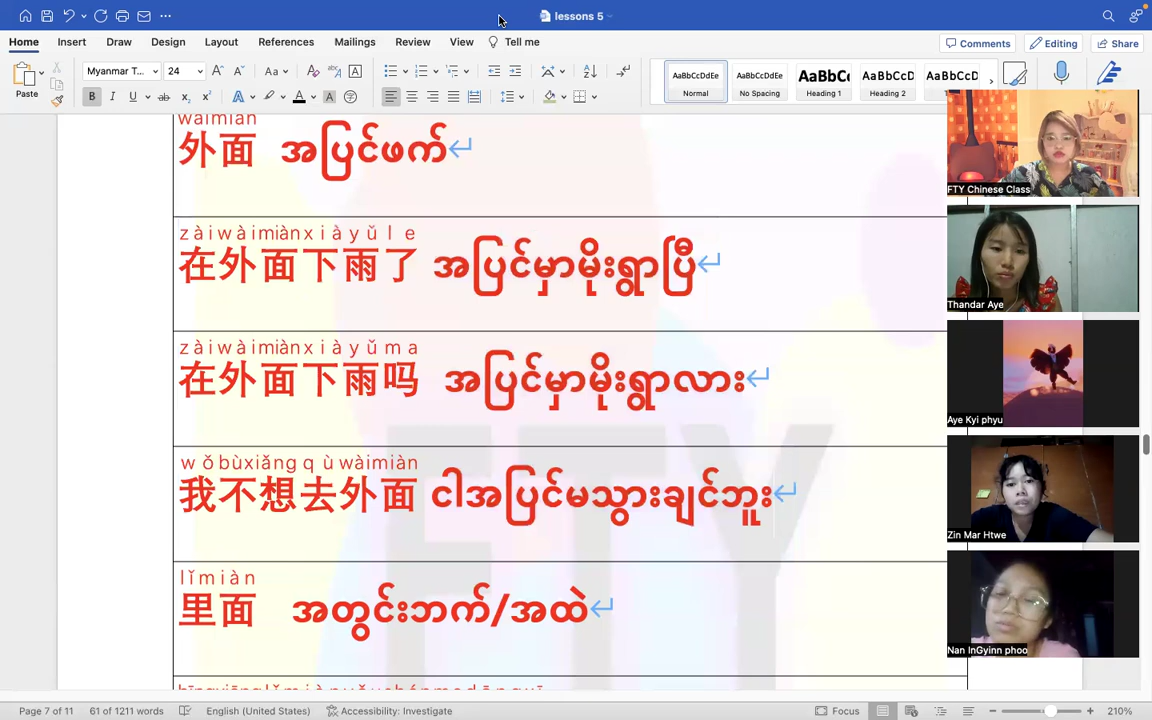 lessons 5
Home Insert Draw Design Layout References Mailings Review View Tell me
Comments Editing Share
Paste
Myanmar T... 24
AaBbCcDdEe Normal
AaBbCcDdEe No Spacing
AaBbC Heading 1
AaBbCcD Heading 2
AaBbCcD
FTY Chinese Class
Thandar Aye
Aye Kyi phyu
Zin Mar Htwe
Nan InGyinn phoo
wàimiàn
外面 အပြင်ဖက်
zàiwàimiànxiàyǔle
在外面下雨了 အပြင်မှာမိုးရွာပြီ
zàiwàimiànxiàyǔma
在外面下雨吗 အပြင်မှာမိုးရွာလား
wǒbùxiǎngqùwàimiàn
我不想去外面 ငါအပြင်မသွားချင်ဘူး
lǐmiàn
里面 အတွင်းဘက်/အထဲ
FTY
Page 7 of 11 61 of 1211 words English (United States) Accessibility: Investigate Focus 210%